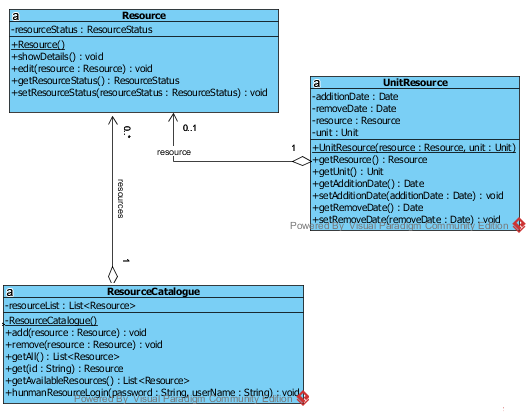 a
Resource
-resourceStatus : ResourceStatus
+Resource()
+showDetails() : void
+edit(resource : Resource) : void
+getResourceStatus() : ResourceStatus
+setResourceStatus(resourceStatus : ResourceStatus) : void
a
UnitResource
-additionDate : Date
-removeDate : Date
-resource : Resource
-unit : Unit
+UnitResource(resource : Resource, unit : Unit)
+getResource() : Resource
+getUnit() : Unit
+getAdditionDate() : Date
+setAdditionDate(additionDate : Date) : void
+getRemoveDate() : Date
+setRemoveDate(removeDate : Date) : void
Powered By Visual Paradigm Community Edition
0..*
0..1
1
resource
resources
1
a
ResourceCatalogue
-resourceList : List<Resource>
-ResourceCatalogue()
+add(resource : Resource) : void
+remove(resource : Resource) : void
+getAll() : List<Resource>
+get(id : String) : Resource
+getAvailableResources() : List<Resource>
+hunmanResourceLogin(password : String, userName : String) : void
Powered By Visual Paradigm Community Edition